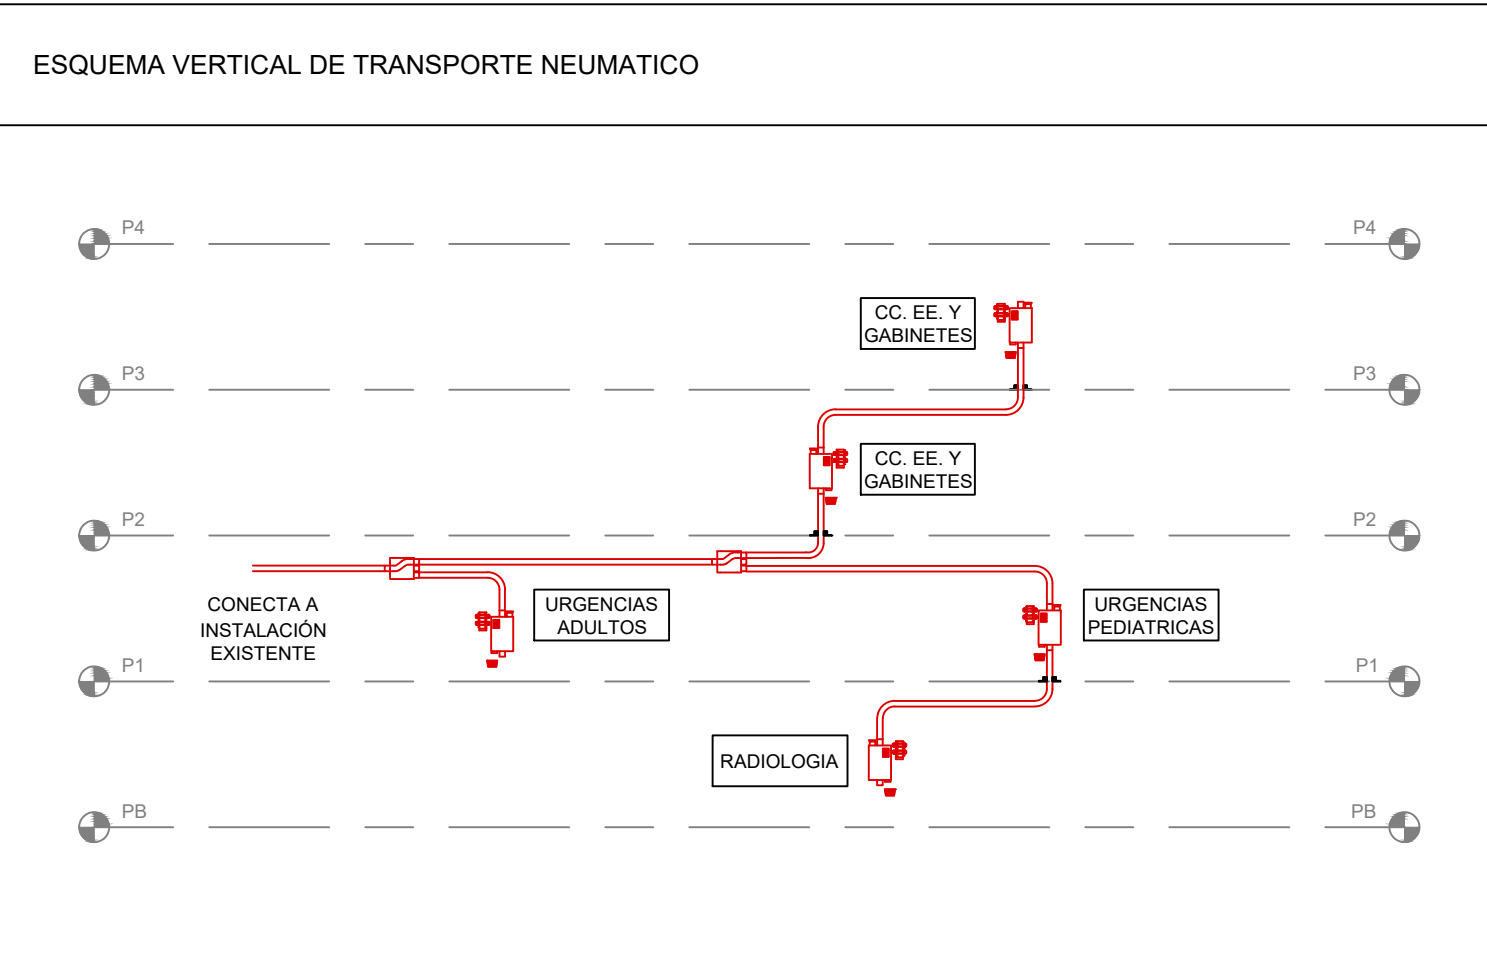 ESQUEMA VERTICAL DE TRANSPORTE NEUMATICO
P4
P4
CC. EE. Y
GABINETES
P3
P3
CC. EE. Y
GABINETES
P2
P2
CONECTA A
INSTALACIÓN
EXISTENTE
URGENCIAS
ADULTOS
URGENCIAS
PEDIATRICAS
P1
P1
RADIOLOGIA
PB
PB